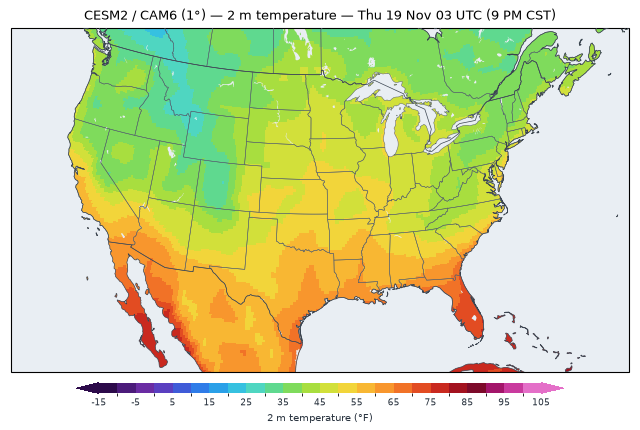 CESM2 / CAM6 (1°) — 2 m temperature — Thu 19 Nov 03 UTC (9 PM CST)
-15 -5 5 15 25 35 45 55 65 75 85 95 105
2 m temperature (°F)